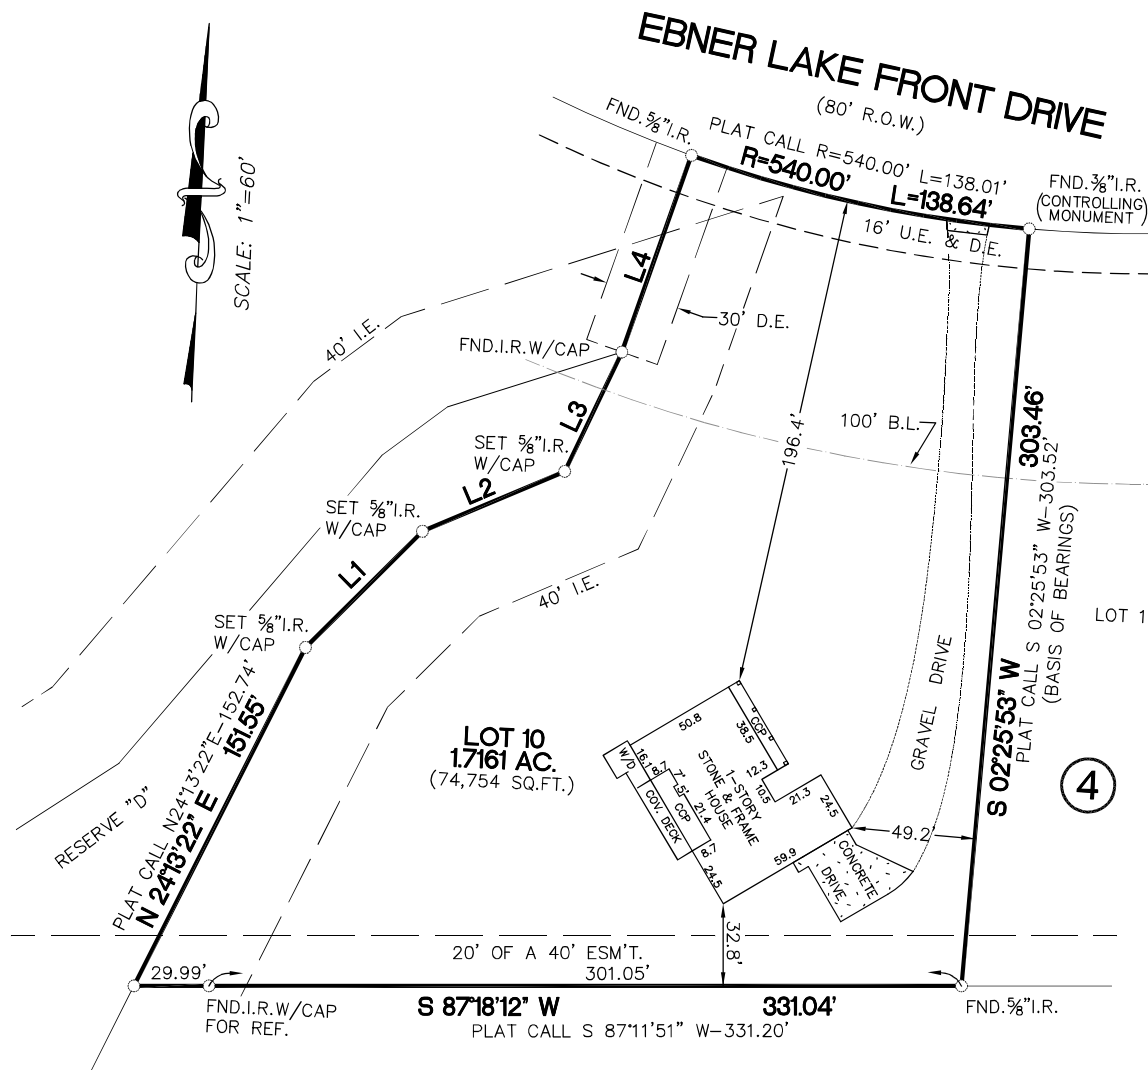 EBNER LAKE FRONT DRIVE
(80' R.O.W.)
FND. 5/8"I.R.
PLAT CALL R=540.00' L=138.01'
R=540.00'
L=138.64'
FND. 3/8"I.R.
(CONTROLLING
MONUMENT)
16' U.E. & D.E.
SCALE: 1"=60'
L4
30' D.E.
40' I.E.
FND.I.R.W/CAP
L3
100' B.L.
196.4'
303.46'
SET 5/8"I.R.
W/CAP
L2
SET 5/8"I.R.
W/CAP
L1
40' I.E.
SET 5/8"I.R.
W/CAP
S 02°25'53" W
PLAT CALL S 02°25'53" W-303.52'
(BASIS OF BEARINGS)
LOT 1
GRAVEL DRIVE
LOT 10
1.7161 AC.
(74,754 SQ.FT.)
50.8
38.5
CCP
W/D
16.1
8.7
7'
.5'
CCP
21.4
COV. DECK
1-STORY
STONE & FRAME
HOUSE
12.3
10.5
21.3
24.5
8.7
24.5
59.9
49.2'
CONCRETE
DRIVE
4
RESERVE "D"
PLAT CALL N24°13'22"E-152.74'
N 24°13'22" E
151.55'
32.8'
20' OF A 40' ESM'T.
29.99'
301.05'
FND.I.R.W/CAP
FOR REF.
S 87°18'12" W
331.04'
PLAT CALL S 87°11'51" W-331.20'
FND.5/8"I.R.